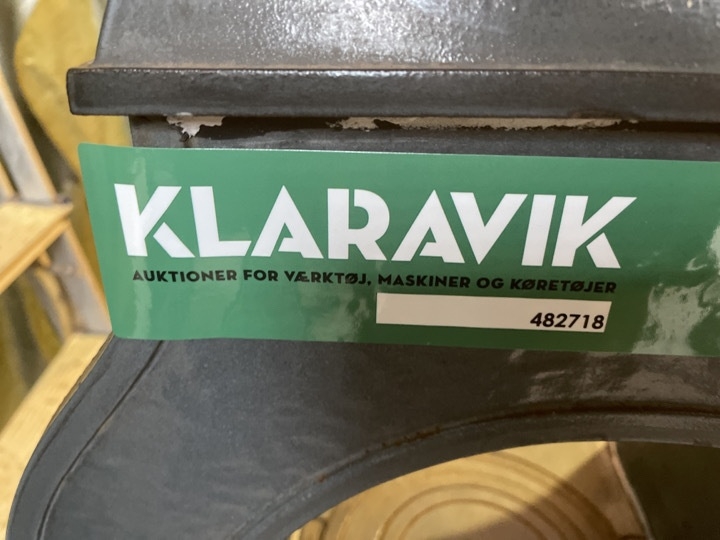 KLARAVIK
AUKTIONER FOR VÆRKTØJ, MASKINER OG KØRETØJER
482718